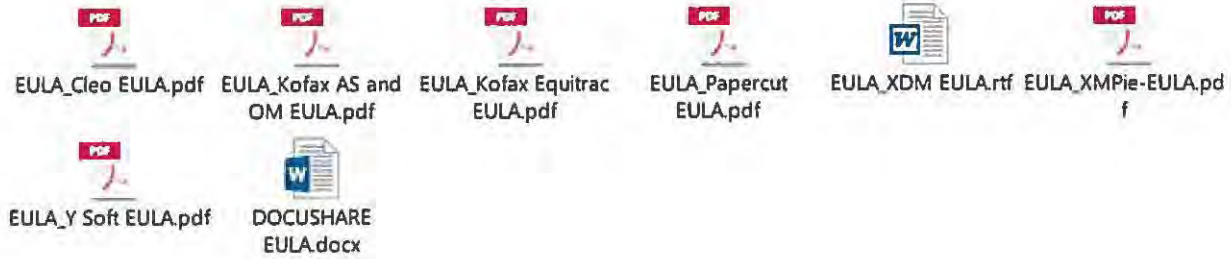 PDF PDF PDF PDF W PDF
EULA_Cleo EULA.pdf EULA_Kofax AS and EULA_Kofax Equitrac EULA_Papercut EULA_XDM EULA.rtf EULA_XMPie-EULA.pd
OM EULA.pdf EULA.pdf EULA.pdf f
PDF W
EULA_Y Soft EULA.pdf DOCUSHARE
EULA.docx